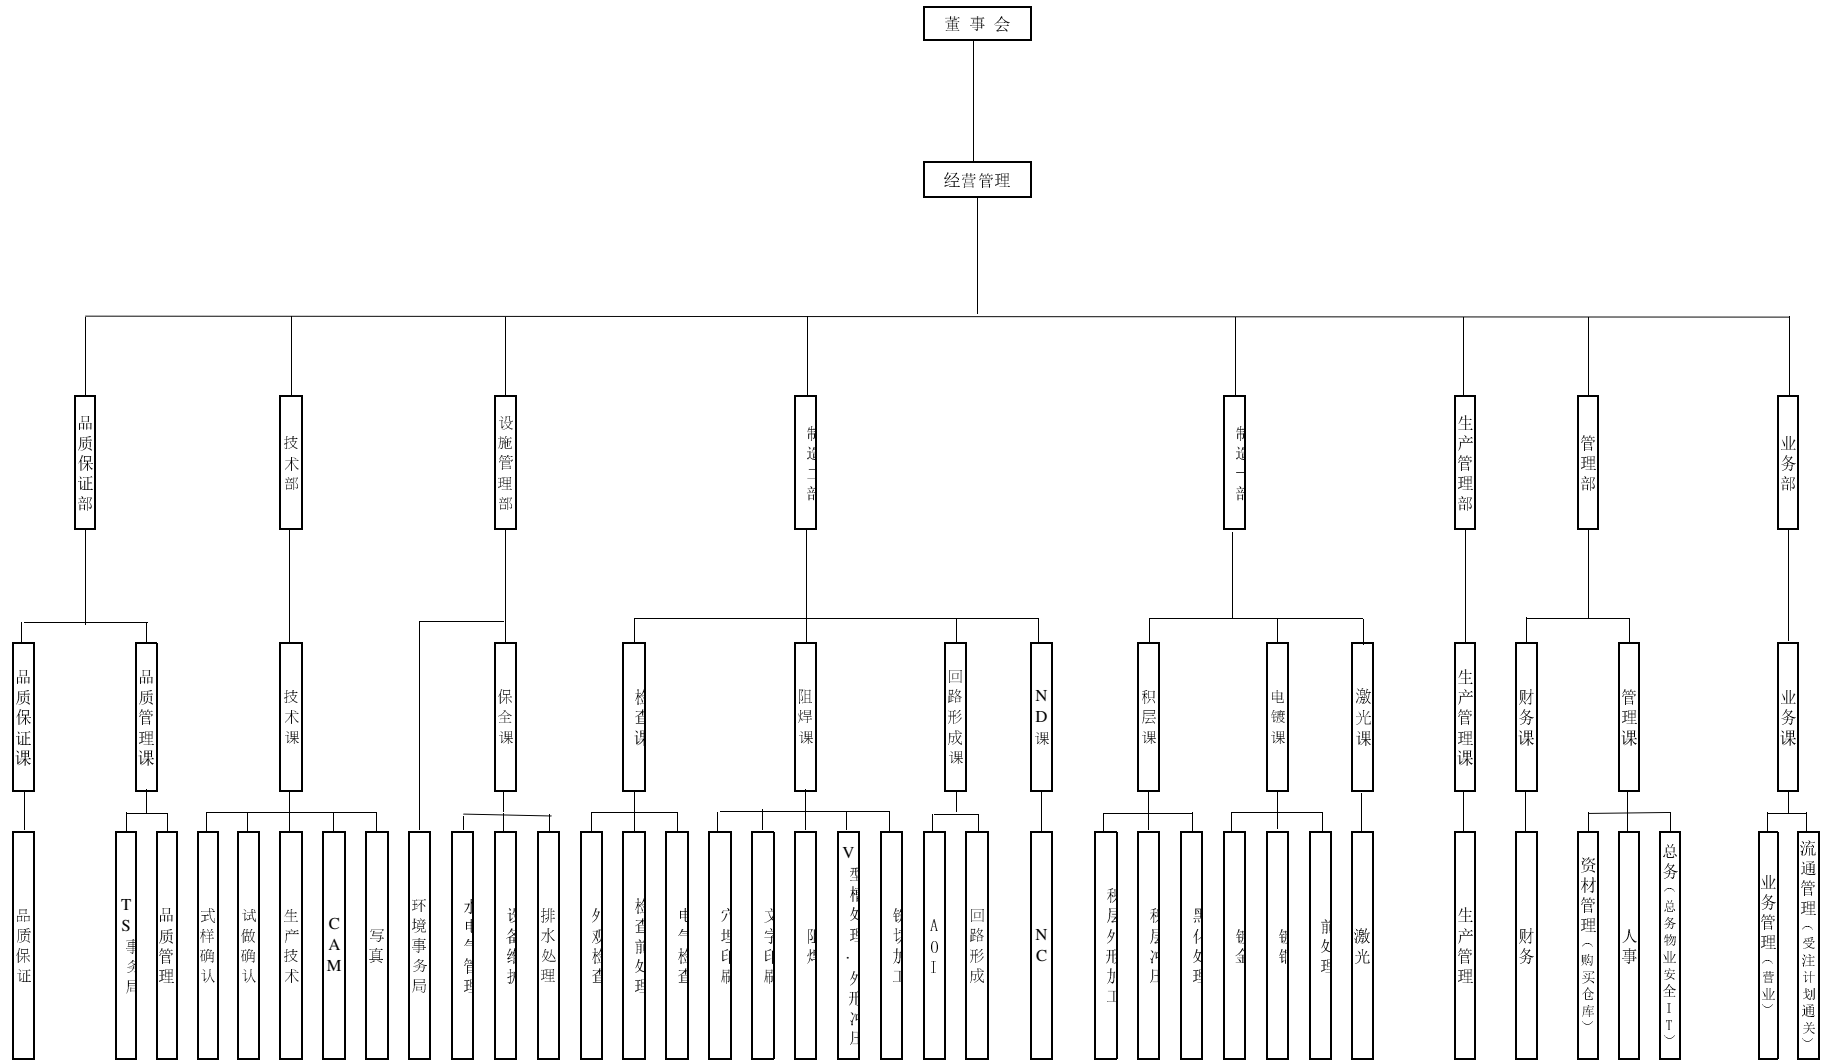 董事会
经营管理
品质保证部
技术部
设施管理部
制造二部
制造一部
生产管理部
管理部
业务部
品质保证课
品质管理课
技术课
保全课
检查课
阻焊课
回路形成课
ND课
积层课
电镀课
激光课
生产管理课
财务课
管理课
业务课
品质保证
TS事务局
品质管理
式样确认
试做确认
生产技术
CAM
写真
环境事务局
水电气管理
设备维护
排水处理
外观检查
检查前处理
电气检查
穴埋印刷
文字印刷
阻焊
V型槽处理.外形冲压
铣切加工
AOI
回路形成
NC
积层外形加工
积层冲压
黑化处理
镀金
镀铜
前处理
激光
生产管理
财务
资材管理(购买仓库)
人事
总务(总务物业安全IT)
业务管理(营业)
流通管理(受注计划通关)